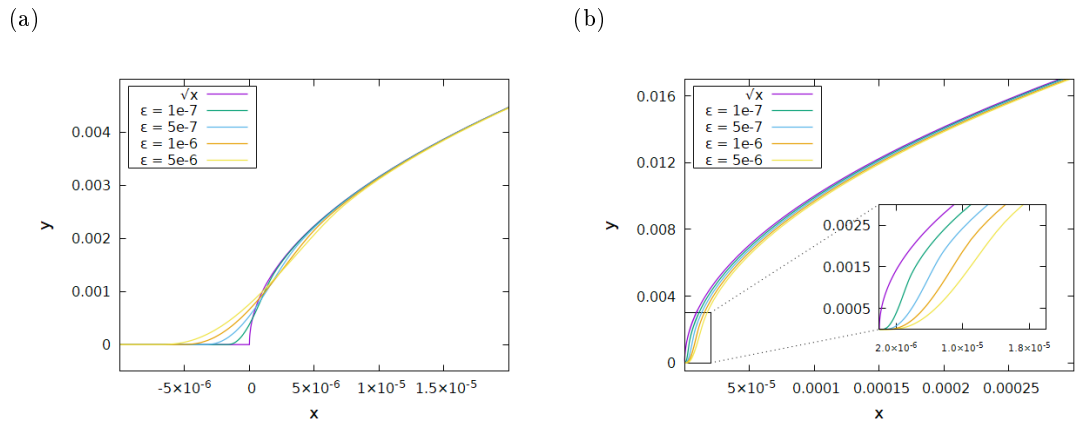 (a)
√x
ε = 1e-7
ε = 5e-7
ε = 1e-6
ε = 5e-6
0.004
0.003
0.002
0.001
0
y
-5×10⁻⁶
0
5×10⁻⁶
1×10⁻⁵
1.5×10⁻⁵
x
(b)
√x
ε = 1e-7
ε = 5e-7
ε = 1e-6
ε = 5e-6
0.016
0.012
0.008
0.004
0
y
0.0025
0.0015
0.0005
2.0×10⁻⁶
1.0×10⁻⁵
1.8×10⁻⁵
5×10⁻⁵
0.0001
0.00015
0.0002
0.00025
x